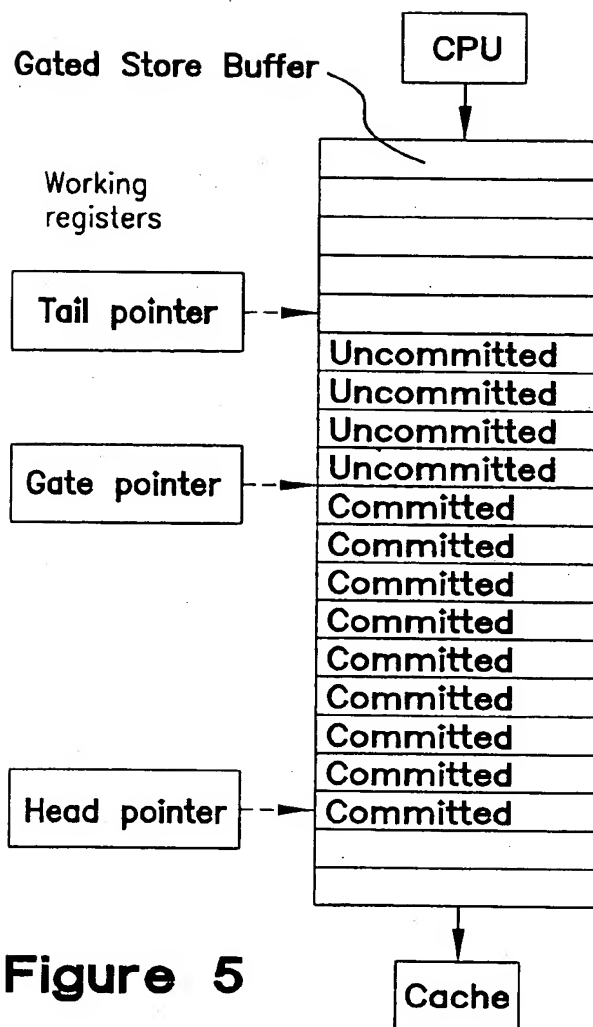 CPU
Gated Store Buffer
Working
registers
Tail pointer
Uncommitted
Uncommitted
Uncommitted
Uncommitted
Gate pointer
Committed
Committed
Committed
Committed
Committed
Committed
Committed
Committed
Head pointer
Committed
Figure 5
Cache